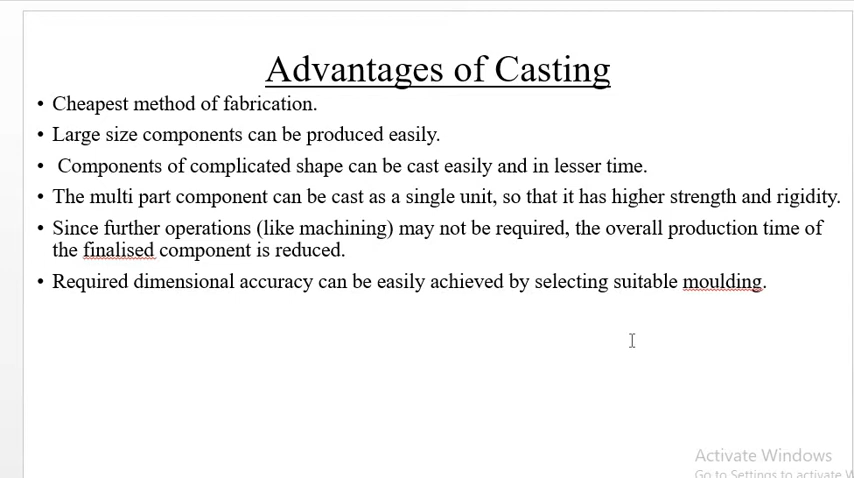 Advantages of Casting
• Cheapest method of fabrication.
• Large size components can be produced easily.
• Components of complicated shape can be cast easily and in lesser time.
• The multi part component can be cast as a single unit, so that it has higher strength and rigidity.
• Since further operations (like machining) may not be required, the overall production time of
the finalised component is reduced.
• Required dimensional accuracy can be easily achieved by selecting suitable moulding.
Activate Windows
Go to Settings to activate